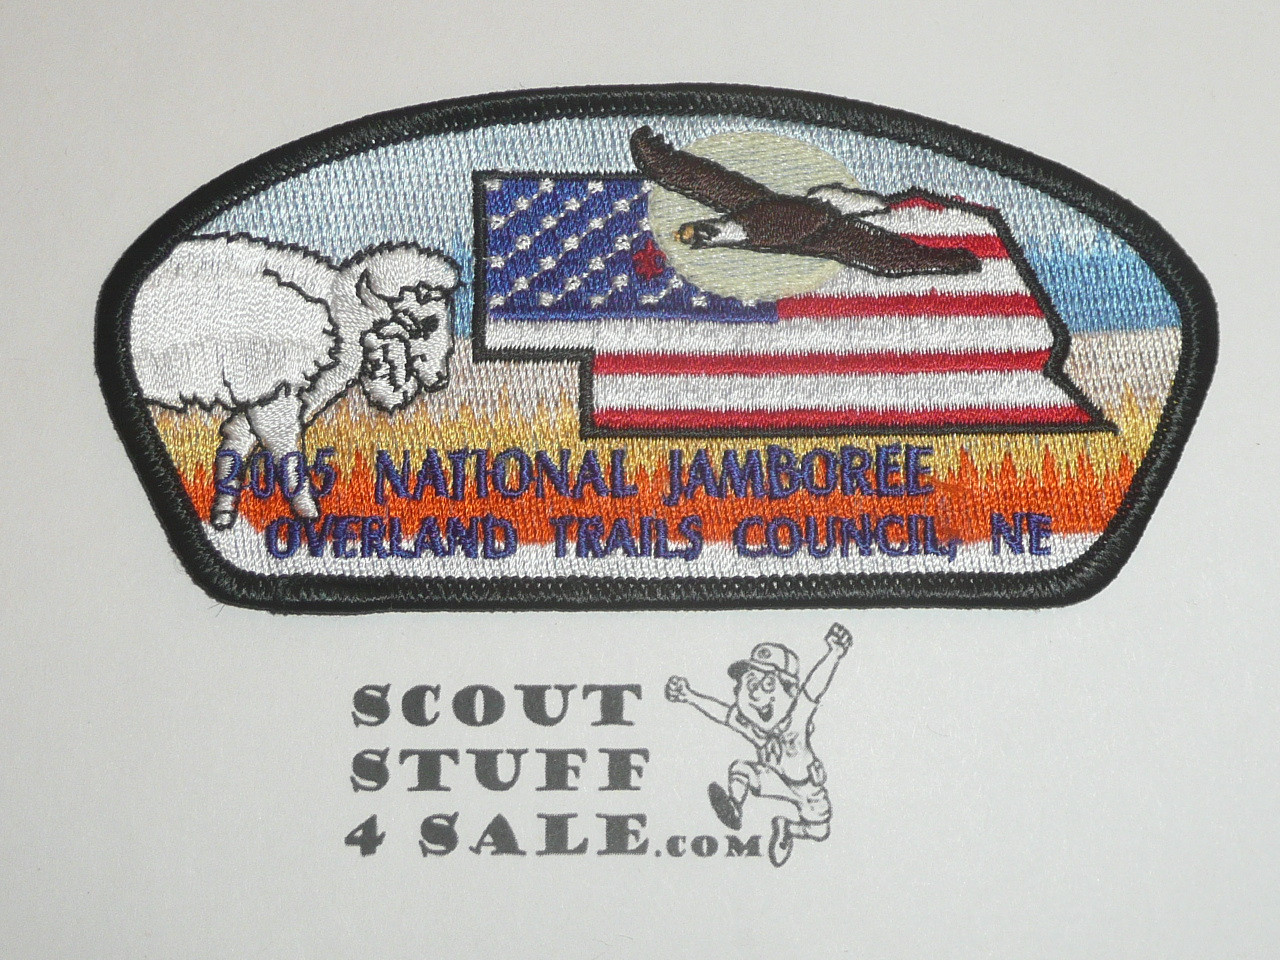 2005 NATIONAL JAMBOREE
OVERLAND TRAILS COUNCIL, NE
SCOUT
STUFF
4 SALE.COM